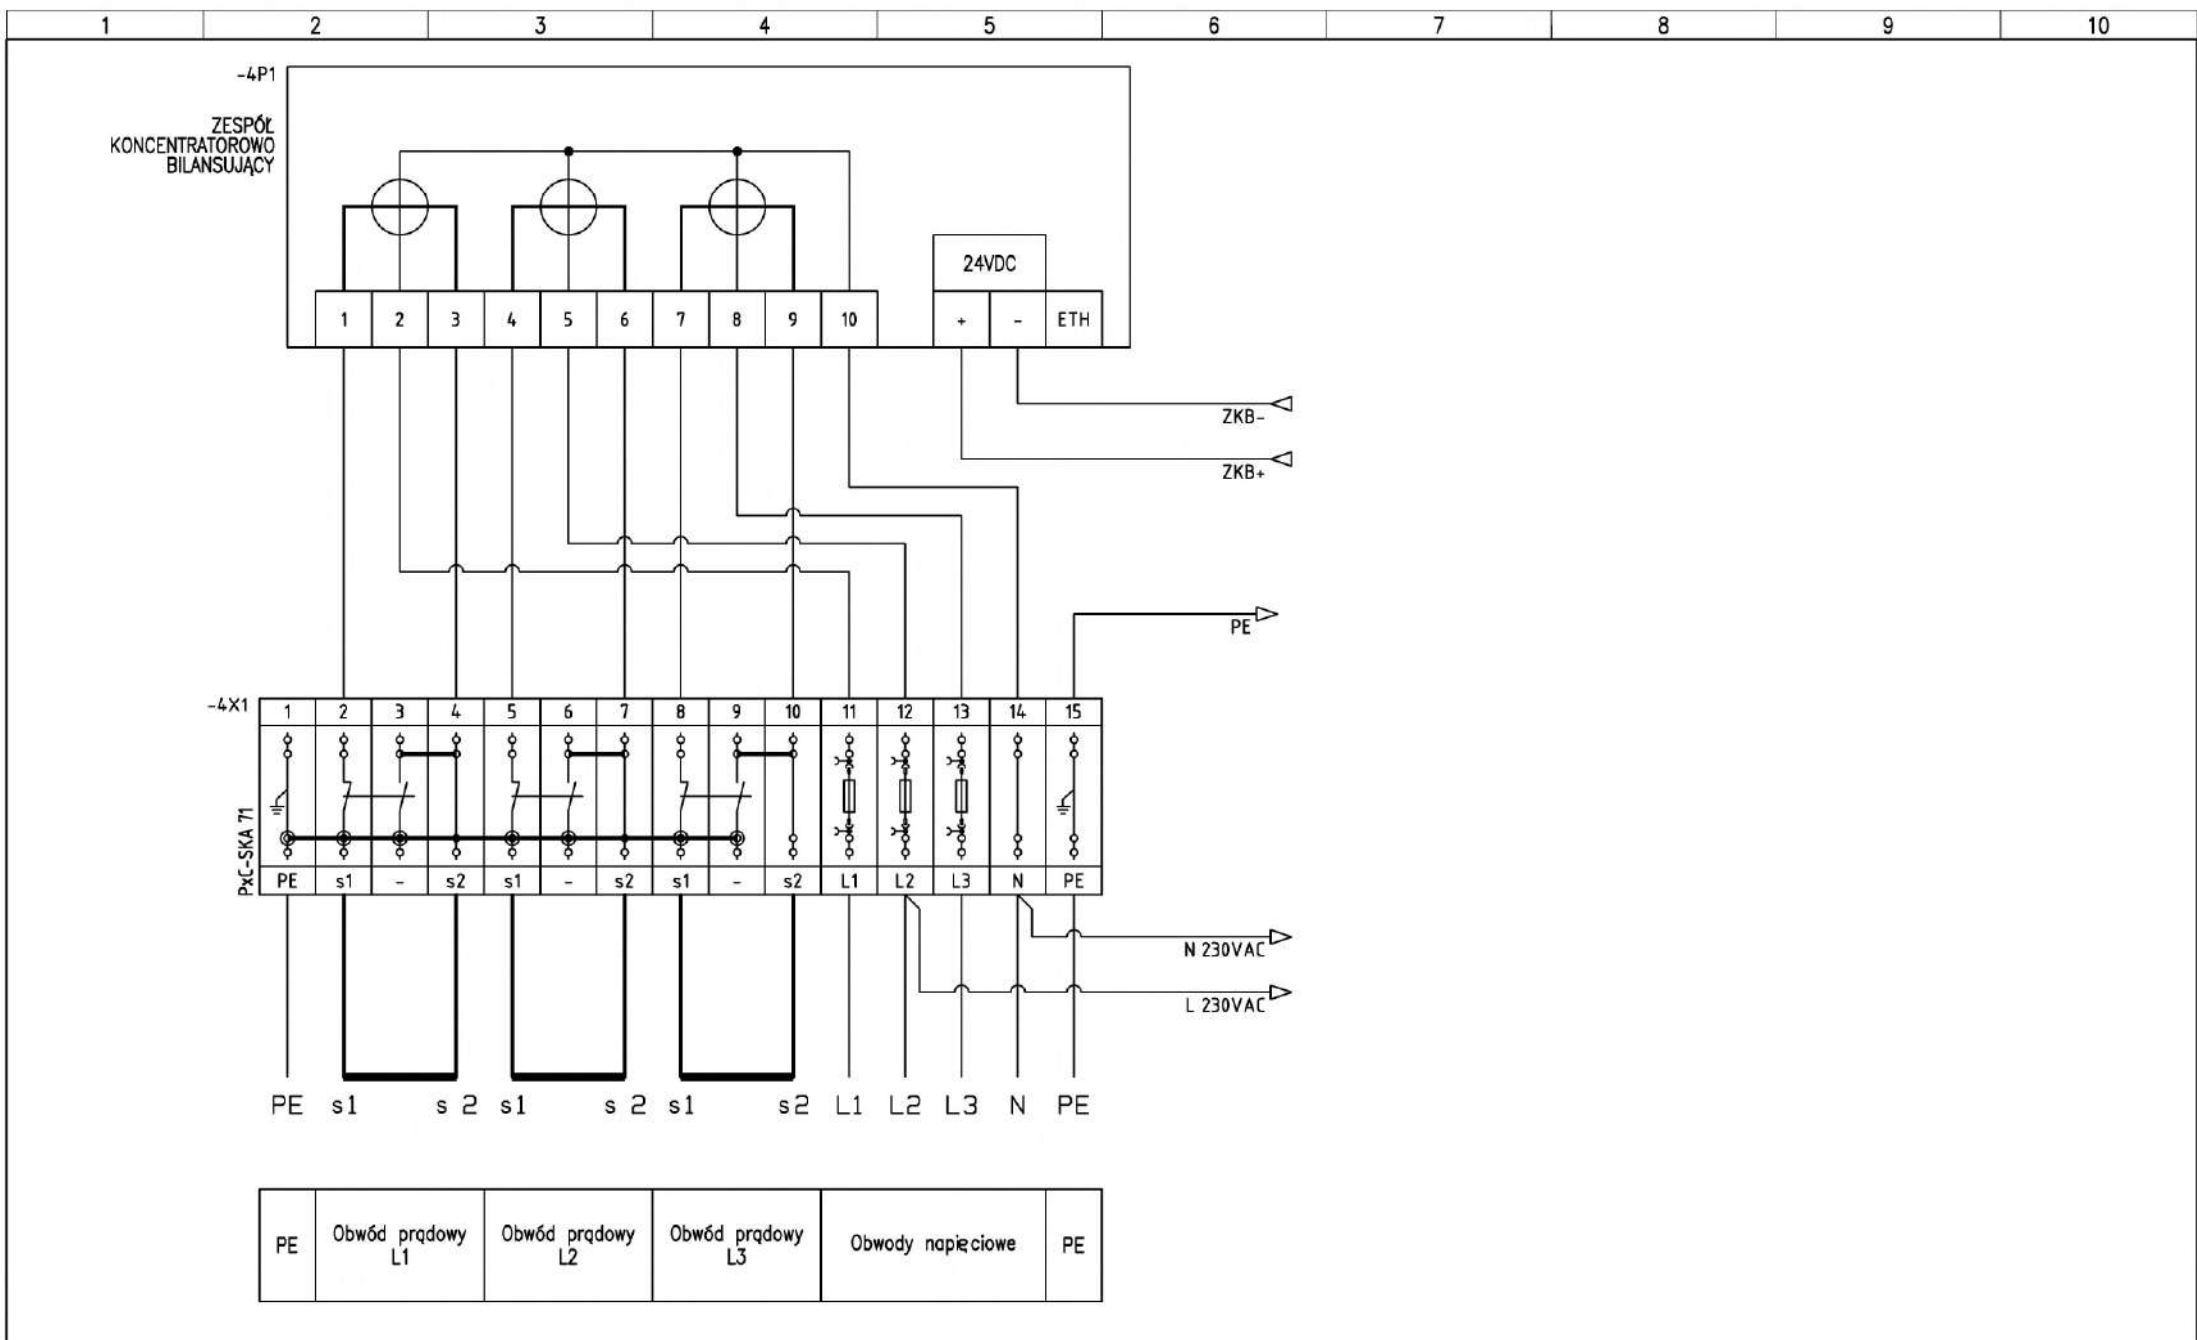 1 2 3 4 5 6 7 8 9 10
-4P1
ZESPÓŁ
KONCENTRATOROWO
BILANSUJĄCY
24VDC
1 2 3 4 5 6 7 8 9 10 + - ETH
ZKB-
ZKB+
PE
-4X1
1 2 3 4 5 6 7 8 9 10 11 12 13 14 15
PxC-SKA 71
PE s1 - s2 s1 - s2 s1 - s2 L1 L2 L3 N PE
N 230VAC
L 230VAC
PE s1 s 2 s1 s 2 s1 s2 L1 L2 L3 N PE
PE
Obwód prądowy
L1
Obwód prądowy
L2
Obwód prądowy
L3
Obwody napięciowe
PE